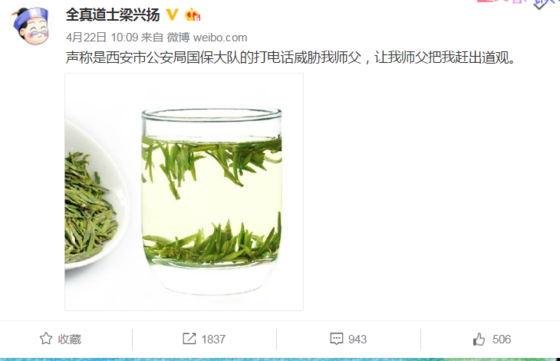 全真道士梁兴扬
4月22日 10:09 来自 微博 weibo.com
声称是西安市公安局国保大队的打电话威胁我师父，让我师父把我赶出道观。
收藏
1837
943
506